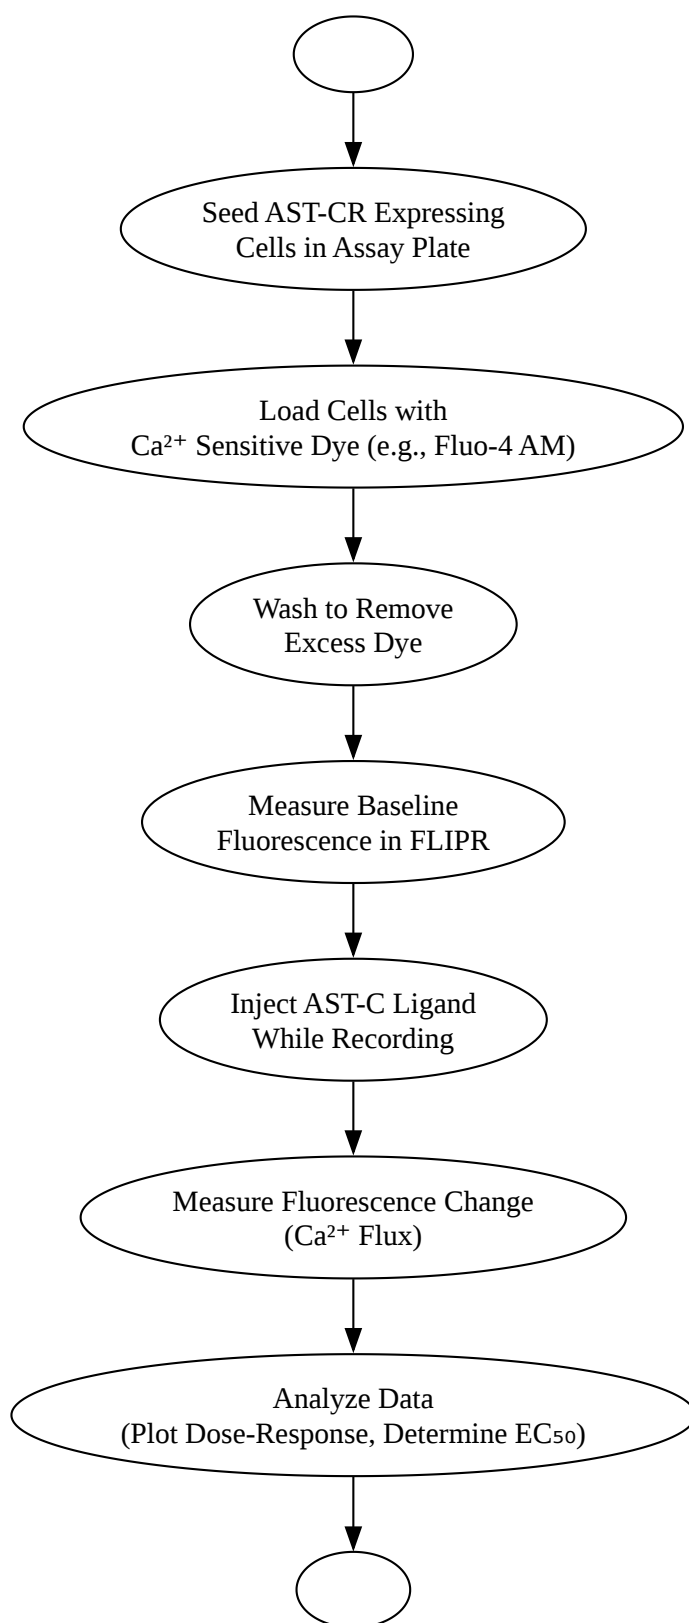 Seed AST-CR Expressing
Cells in Assay Plate
Load Cells with
Ca²⁺ Sensitive Dye (e.g., Fluo-4 AM)
Wash to Remove
Excess Dye
Measure Baseline
Fluorescence in FLIPR
Inject AST-C Ligand
While Recording
Measure Fluorescence Change
(Ca²⁺ Flux)
Analyze Data
(Plot Dose-Response, Determine EC₅₀)